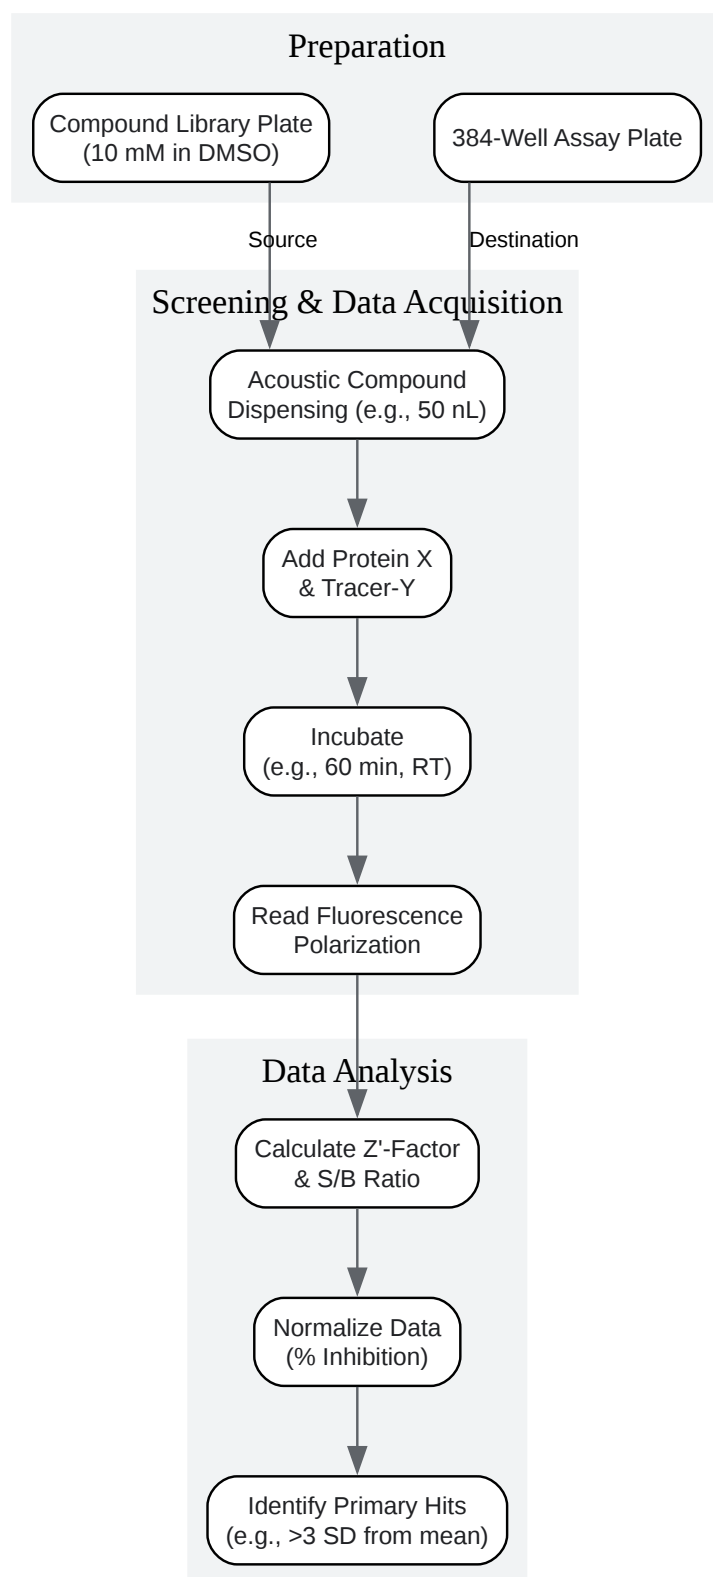 Preparation
Compound Library Plate
(10 mM in DMSO)
384-Well Assay Plate
Source
Destination
Screening & Data Acquisition
Acoustic Compound
Dispensing (e.g., 50 nL)
Add Protein X
& Tracer-Y
Incubate
(e.g., 60 min, RT)
Read Fluorescence
Polarization
Data Analysis
Calculate Z'-Factor
& S/B Ratio
Normalize Data
(% Inhibition)
Identify Primary Hits
(e.g., >3 SD from mean)